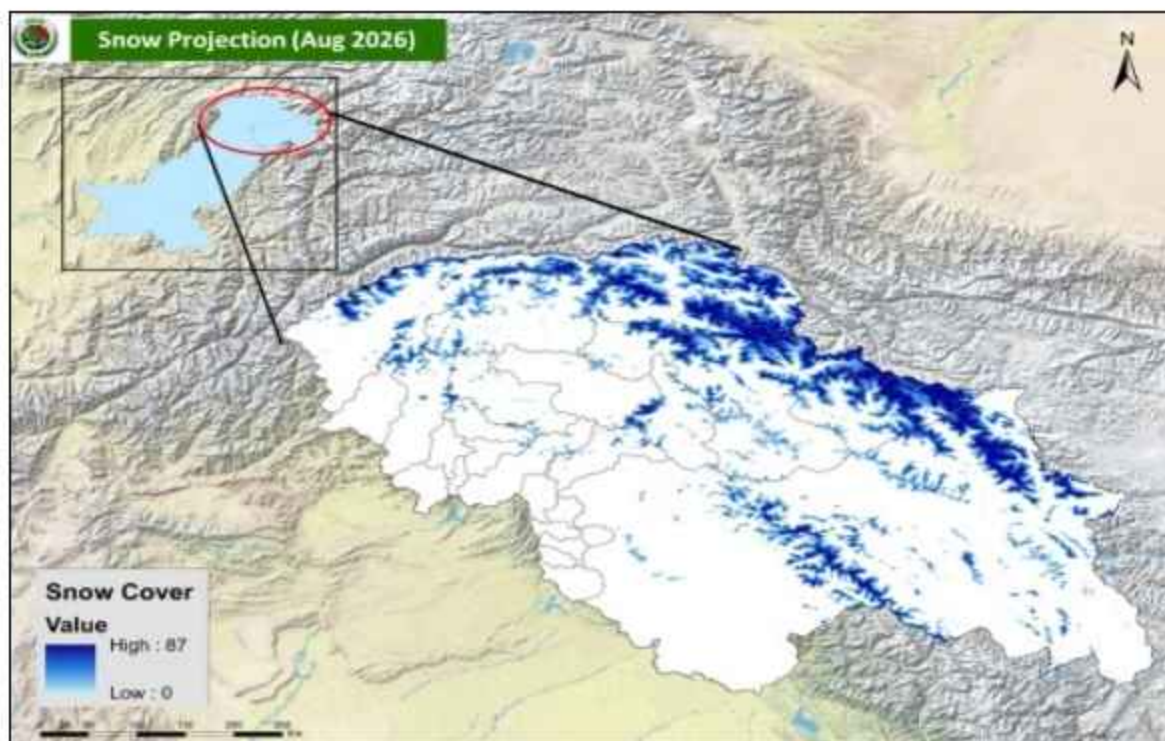 Snow Projection (Aug 2026)
N
Snow Cover
Value
High : 87
Low : 0